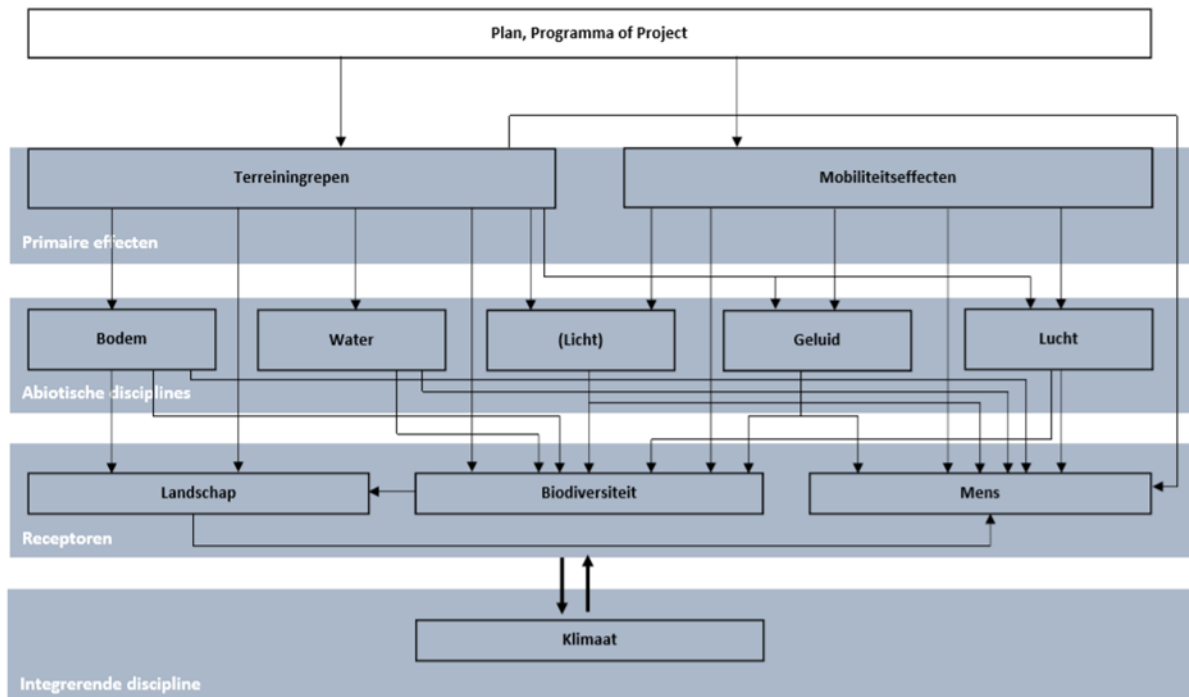 Plan, Programma of Project
Terreiningrepen
Mobiliteitseffecten
Primaire effecten
Bodem
Water
(Licht)
Geluid
Lucht
Abiotische disciplines
Landschap
Biodiversiteit
Mens
Receptoren
Klimaat
Integrerende discipline